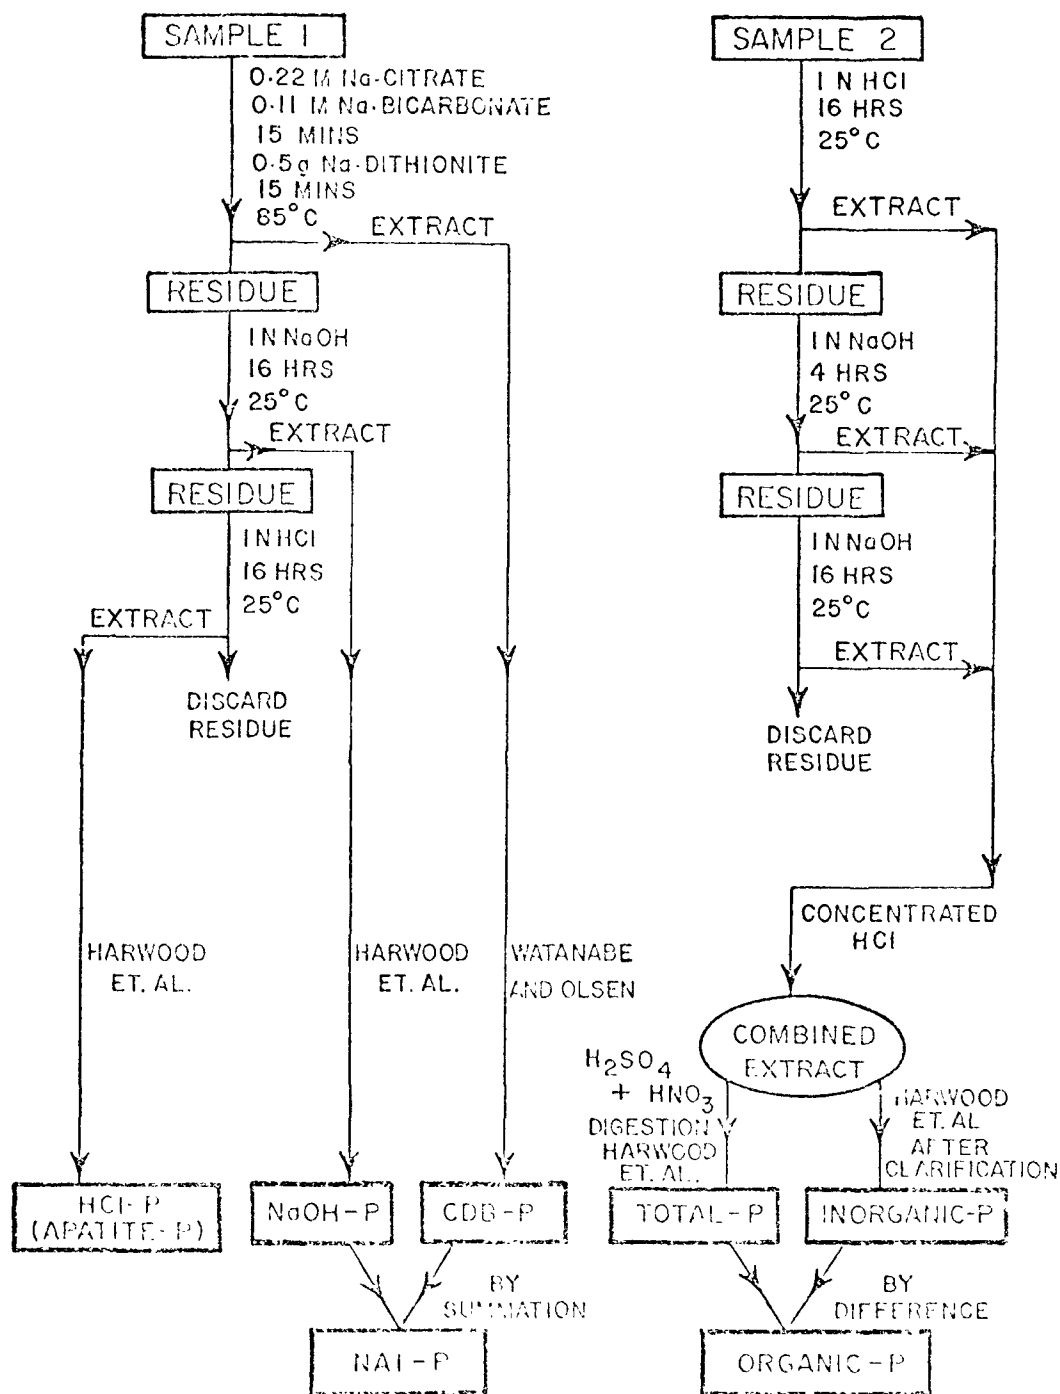 SAMPLE 1
0.22 M Na-CITRATE
0.11 M Na-BICARBONATE
15 MINS
0.5g Na-DITHIONITE
15 MINS
85°C
EXTRACT
RESIDUE
1 N NaOH
16 HRS
25°C
EXTRACT
RESIDUE
1 N HCl
16 HRS
25°C
EXTRACT
DISCARD
RESIDUE
HARWOOD
ET. AL.
HARWOOD
ET. AL.
WATANABE
AND OLSEN
HCl-P
(APATITE-P)
NaOH-P
CDB-P
BY
SUMMATION
NAI-P
SAMPLE 2
1 N HCl
16 HRS
25°C
EXTRACT
RESIDUE
1 N NaOH
4 HRS
25°C
EXTRACT
RESIDUE
1 N NaOH
16 HRS
25°C
EXTRACT
DISCARD
RESIDUE
CONCENTRATED
HCl
COMBINED
EXTRACT
H2SO4
+ HNO3
DIGESTION
HARWOOD
ET. AL.
HARWOOD
ET. AL
AFTER
CLARIFICATION
TOTAL-P
INORGANIC-P
BY
DIFFERENCE
ORGANIC-P